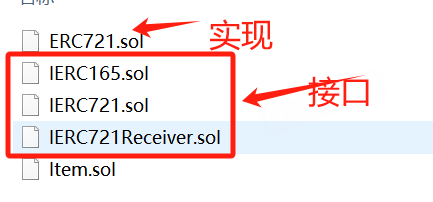 ERC721.sol
实现
IERC165.sol
IERC721.sol
接口
IERC721Receiver.sol
Item.sol